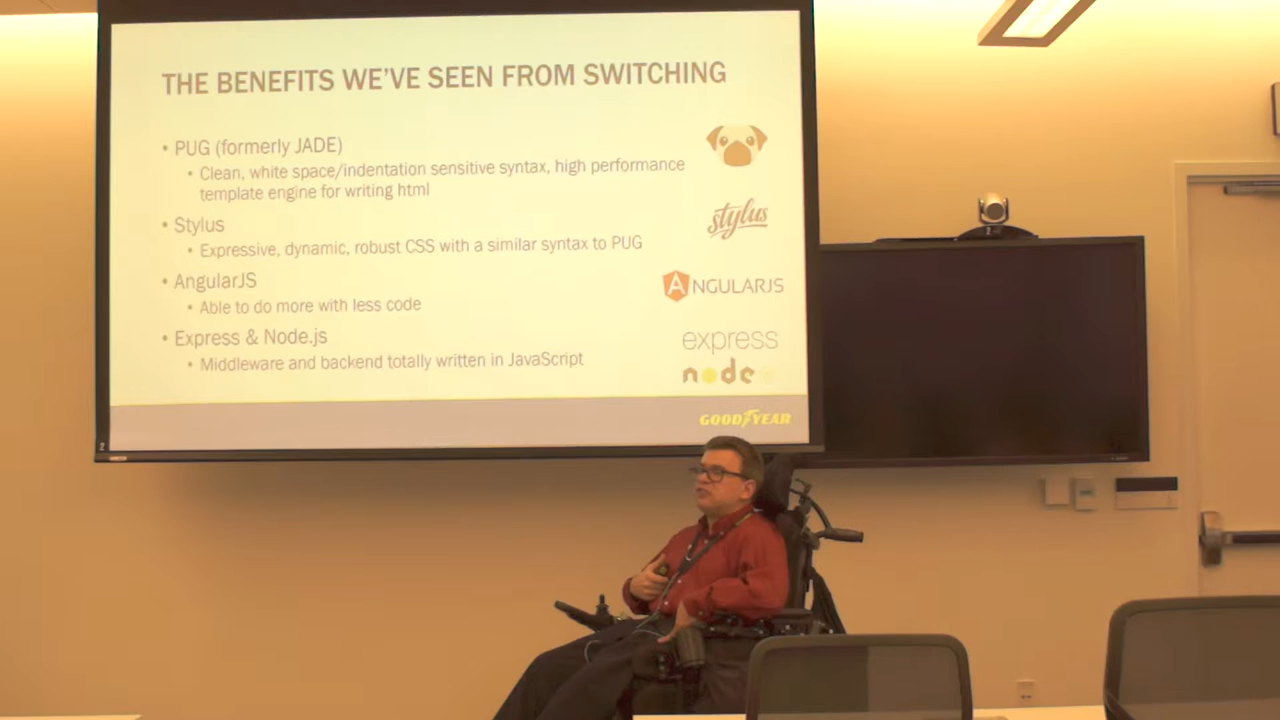 THE BENEFITS WE'VE SEEN FROM SWITCHING
• PUG (formerly JADE)
• Clean, white space/indentation sensitive syntax, high performance
template engine for writing html
• Stylus
• Expressive, dynamic, robust CSS with a similar syntax to PUG
• AngularJS
• Able to do more with less code
• Express & Node.js
• Middleware and backend totally written in JavaScript
stylus
ANGULARJS
express
node
GOODYEAR